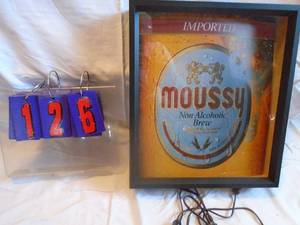 IMPORTED
126
moussy
Non Alcoholic
Brew